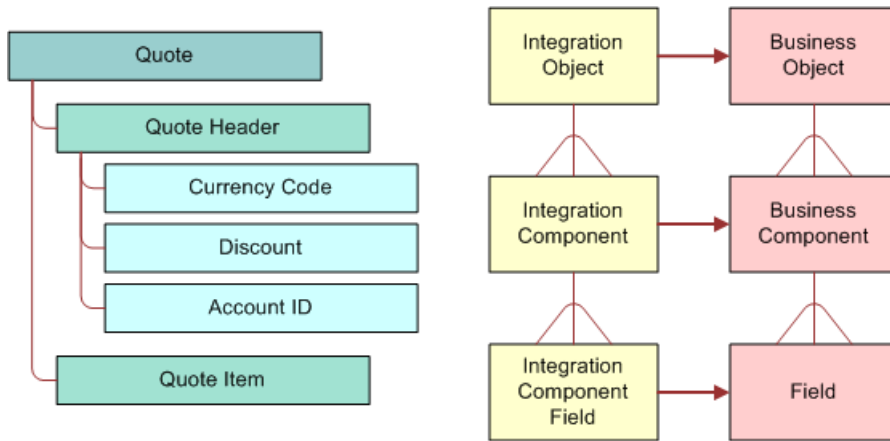 Quote
Quote Header
Currency Code
Discount
Account ID
Quote Item
Integration
Object
Business
Object
Integration
Component
Business
Component
Integration
Component
Field
Field